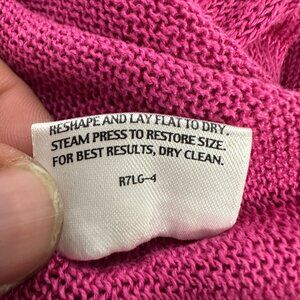 RESHAPE AND LAY FLAT TO DRY.
STEAM PRESS TO RESTORE SIZE.
FOR BEST RESULTS, DRY CLEAN.
R7LG-4